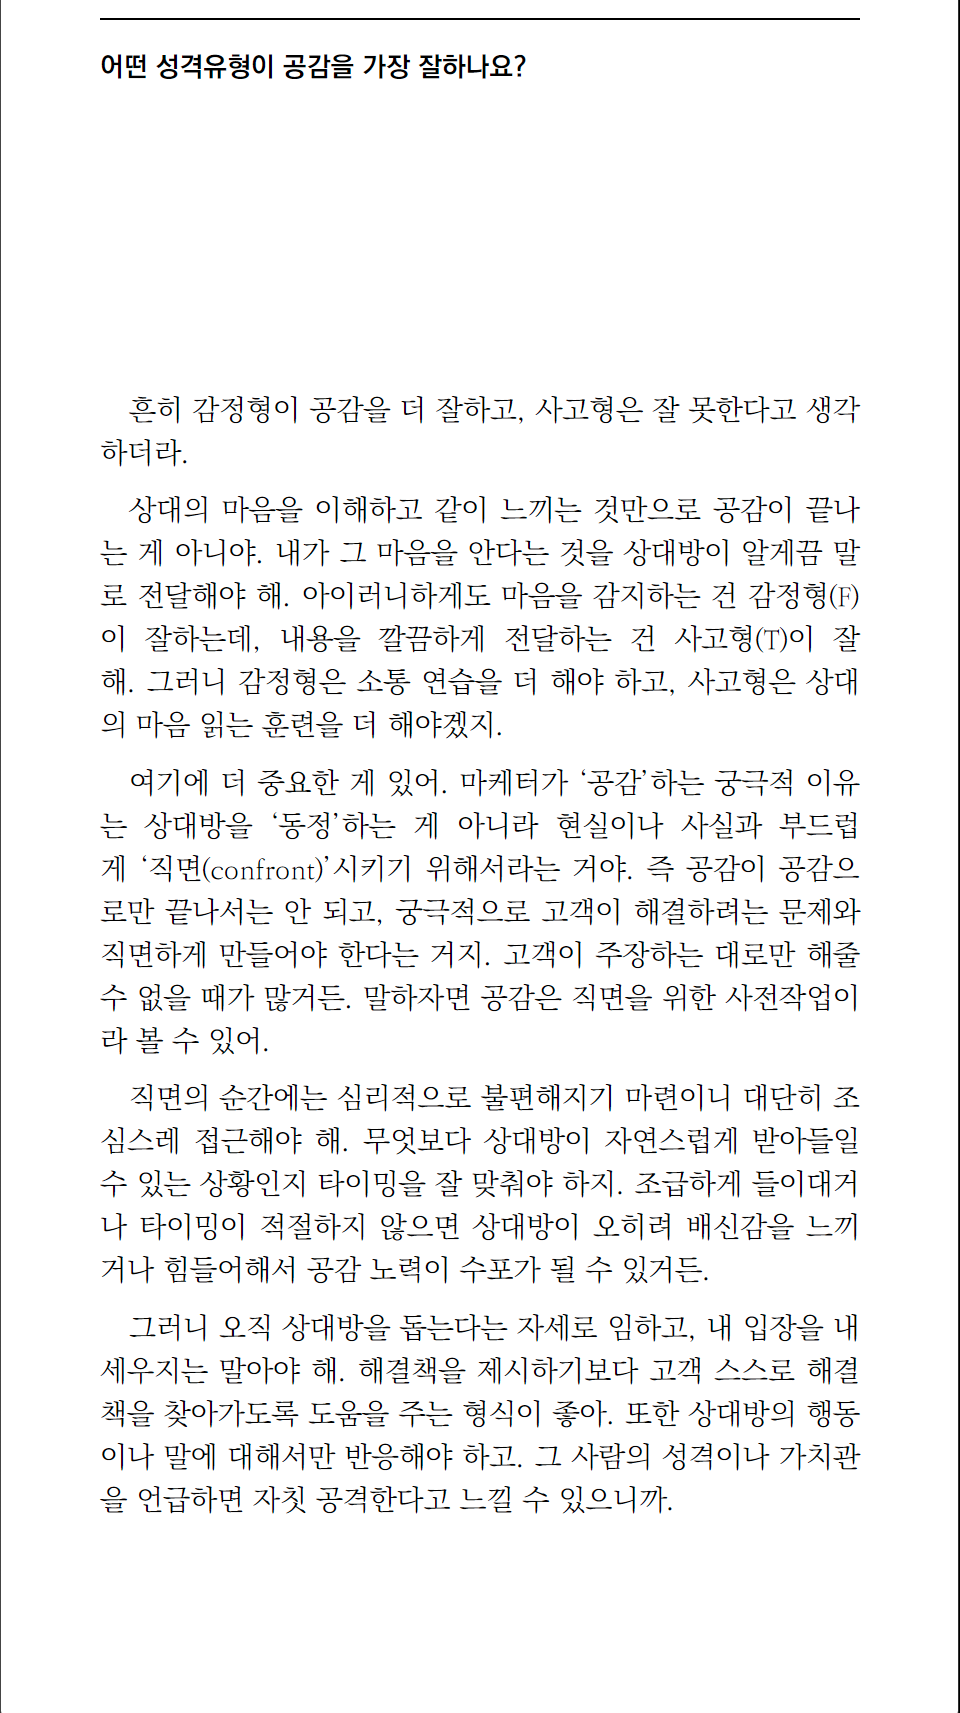 어떤 성격유형이 공감을 가장 잘하나요?
흔히 감정형이 공감을 더 잘하고, 사고형은 잘 못한다고 생각
하더라.
상대의 마음을 이해하고 같이 느끼는 것만으로 공감이 끝나
는 게 아니야. 내가 그 마음을 안다는 것을 상대방이 알게끔 말
로 전달해야 해. 아이러니하게도 마음을 감지하는 건 감정형(F)
이 잘하는데, 내용을 깔끔하게 전달하는 건 사고형(T)이 잘
해. 그러니 감정형은 소통 연습을 더 해야 하고, 사고형은 상대
의 마음 읽는 훈련을 더 해야겠지.
여기에 더 중요한 게 있어. 마케터가 ‘공감’하는 궁극적 이유
는 상대방을 ‘동정’하는 게 아니라 현실이나 사실과 부드럽
게 ‘직면(confront)’시키기 위해서라는 거야. 즉 공감이 공감으
로만 끝나서는 안 되고, 궁극적으로 고객이 해결하려는 문제와
직면하게 만들어야 한다는 거지. 고객이 주장하는 대로만 해줄
수 없을 때가 많거든. 말하자면 공감은 직면을 위한 사전작업이
라 볼 수 있어.
직면의 순간에는 심리적으로 불편해지기 마련이니 대단히 조
심스레 접근해야 해. 무엇보다 상대방이 자연스럽게 받아들일
수 있는 상황인지 타이밍을 잘 맞춰야 하지. 조급하게 들이대거
나 타이밍이 적절하지 않으면 상대방이 오히려 배신감을 느끼
거나 힘들어해서 공감 노력이 수포가 될 수 있거든.
그러니 오직 상대방을 돕는다는 자세로 임하고, 내 입장을 내
세우지는 말아야 해. 해결책을 제시하기보다 고객 스스로 해결
책을 찾아가도록 도움을 주는 형식이 좋아. 또한 상대방의 행동
이나 말에 대해서만 반응해야 하고. 그 사람의 성격이나 가치관
을 언급하면 자칫 공격한다고 느낄 수 있으니까.